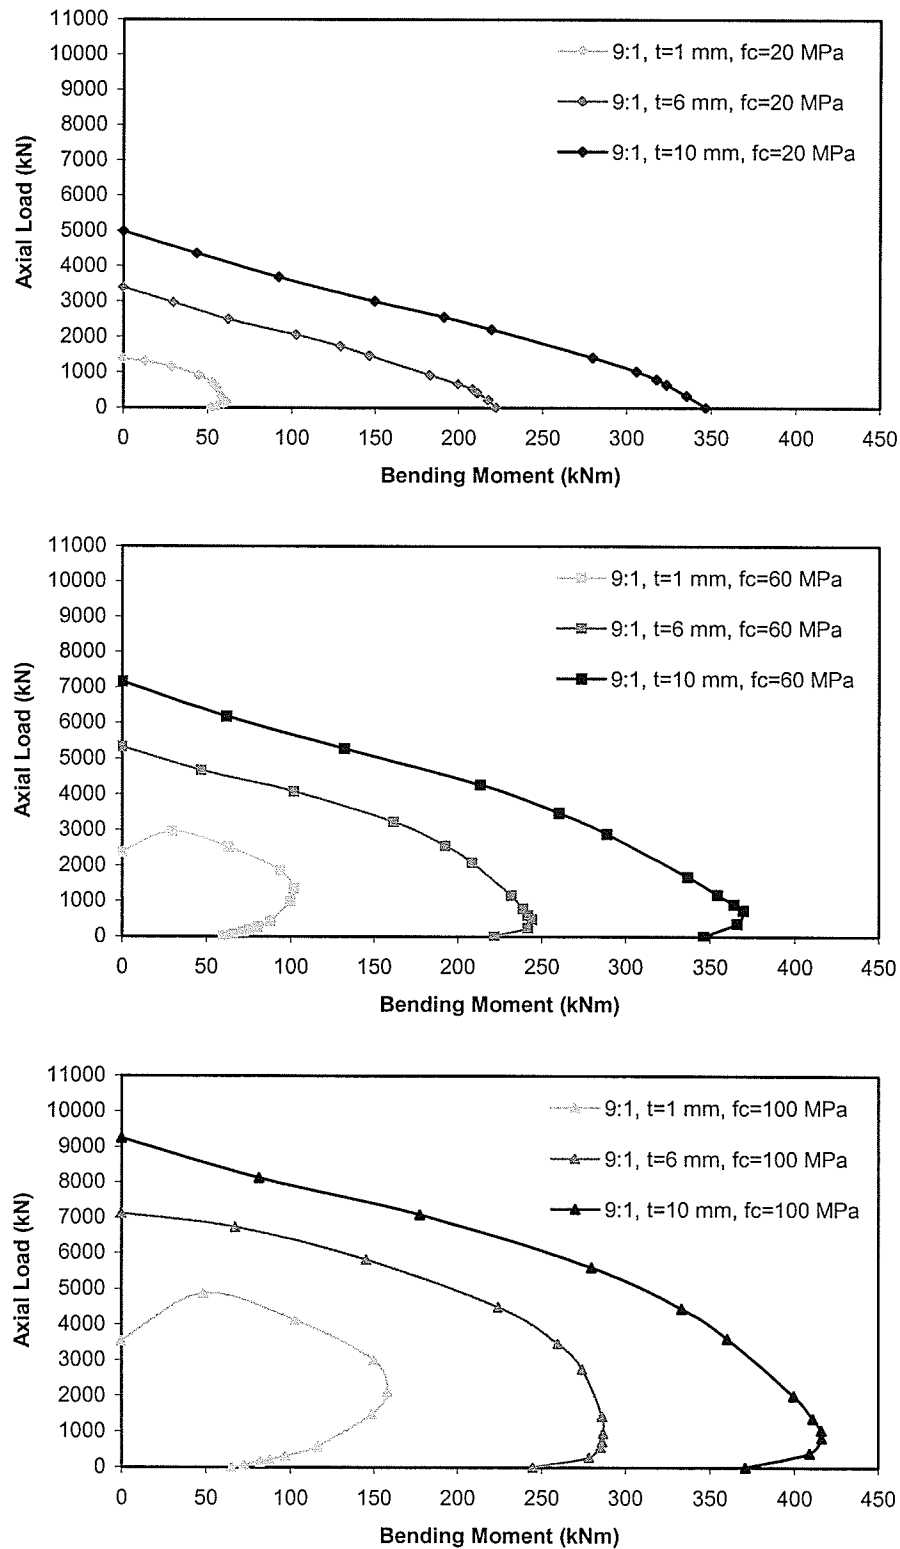 11000
10000
9000
8000
7000
6000
5000
4000
3000
2000
1000
0
Axial Load (kN)
9:1, t=1 mm, fc=20 MPa
9:1, t=6 mm, fc=20 MPa
9:1, t=10 mm, fc=20 MPa
0 50 100 150 200 250 300 350 400 450
Bending Moment (kNm)
11000
10000
9000
8000
7000
6000
5000
4000
3000
2000
1000
0
Axial Load (kN)
9:1, t=1 mm, fc=60 MPa
9:1, t=6 mm, fc=60 MPa
9:1, t=10 mm, fc=60 MPa
0 50 100 150 200 250 300 350 400 450
Bending Moment (kNm)
11000
10000
9000
8000
7000
6000
5000
4000
3000
2000
1000
0
Axial Load (kN)
9:1, t=1 mm, fc=100 MPa
9:1, t=6 mm, fc=100 MPa
9:1, t=10 mm, fc=100 MPa
0 50 100 150 200 250 300 350 400 450
Bending Moment (kNm)